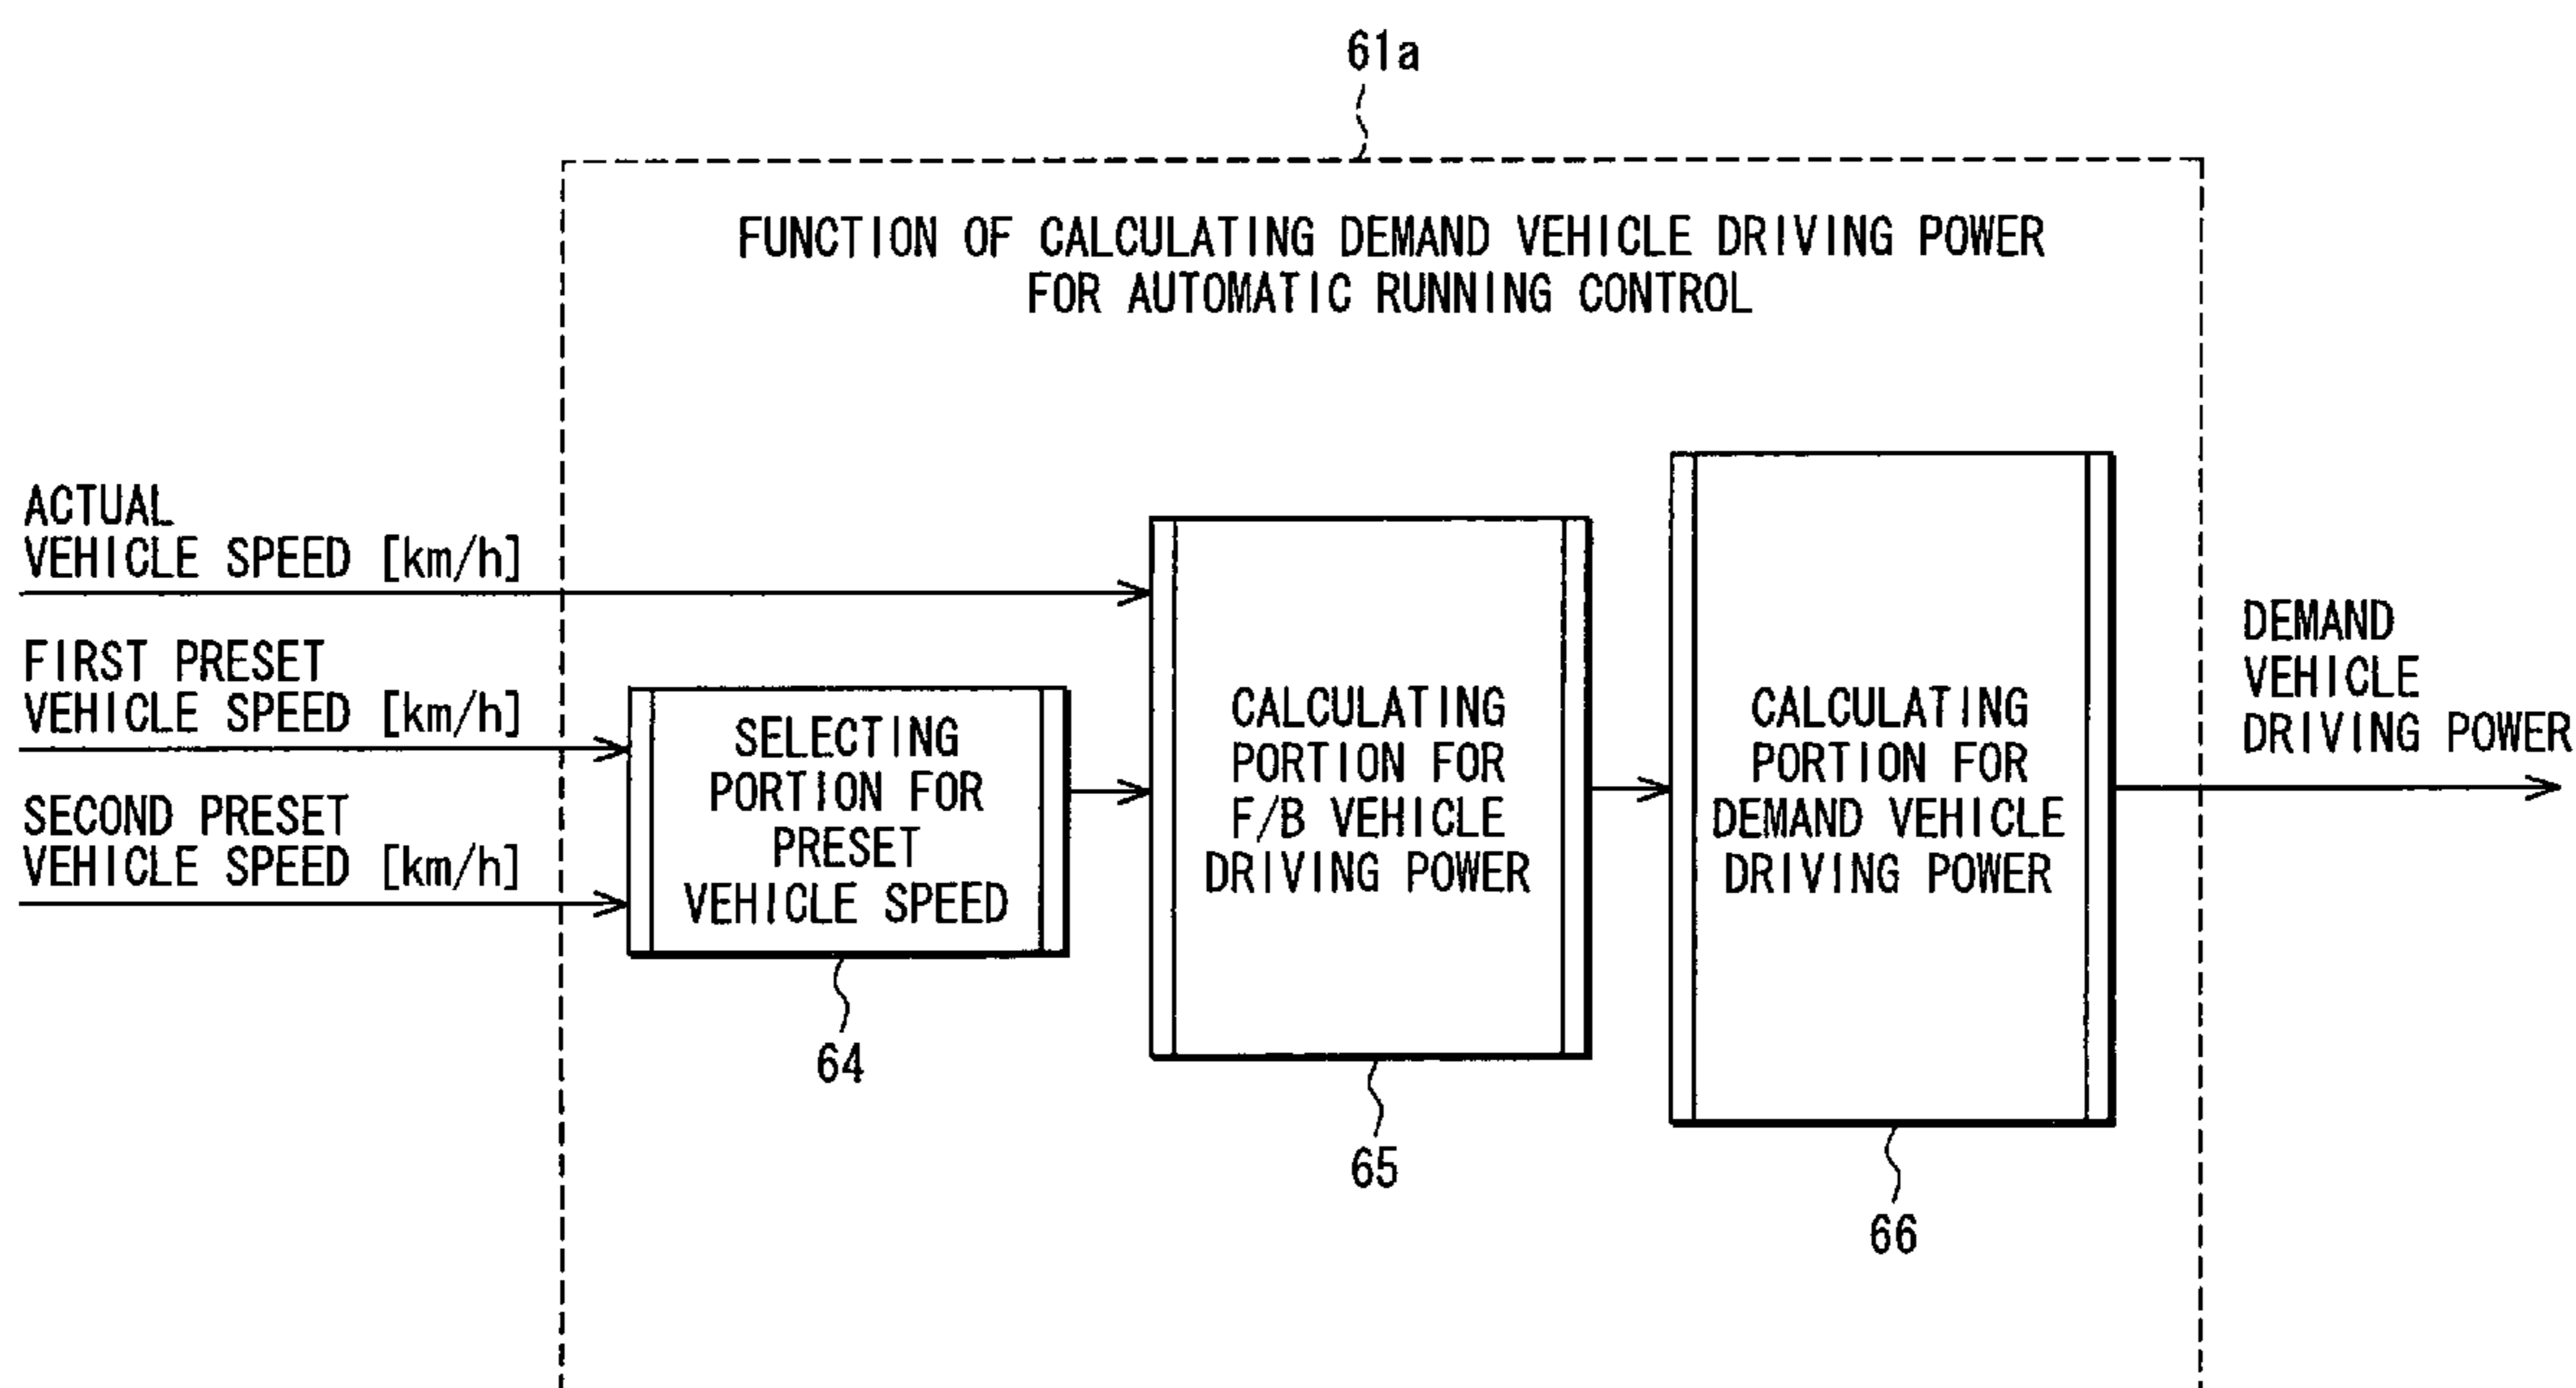 61a
FUNCTION OF CALCULATING DEMAND VEHICLE DRIVING POWER
FOR AUTOMATIC RUNNING CONTROL
ACTUAL
VEHICLE SPEED [km/h]
FIRST PRESET
VEHICLE SPEED [km/h]
SECOND PRESET
VEHICLE SPEED [km/h]
SELECTING
PORTION FOR
PRESET
VEHICLE SPEED
64
CALCULATING
PORTION FOR
F/B VEHICLE
DRIVING POWER
65
CALCULATING
PORTION FOR
DEMAND VEHICLE
DRIVING POWER
66
DEMAND
VEHICLE
DRIVING POWER